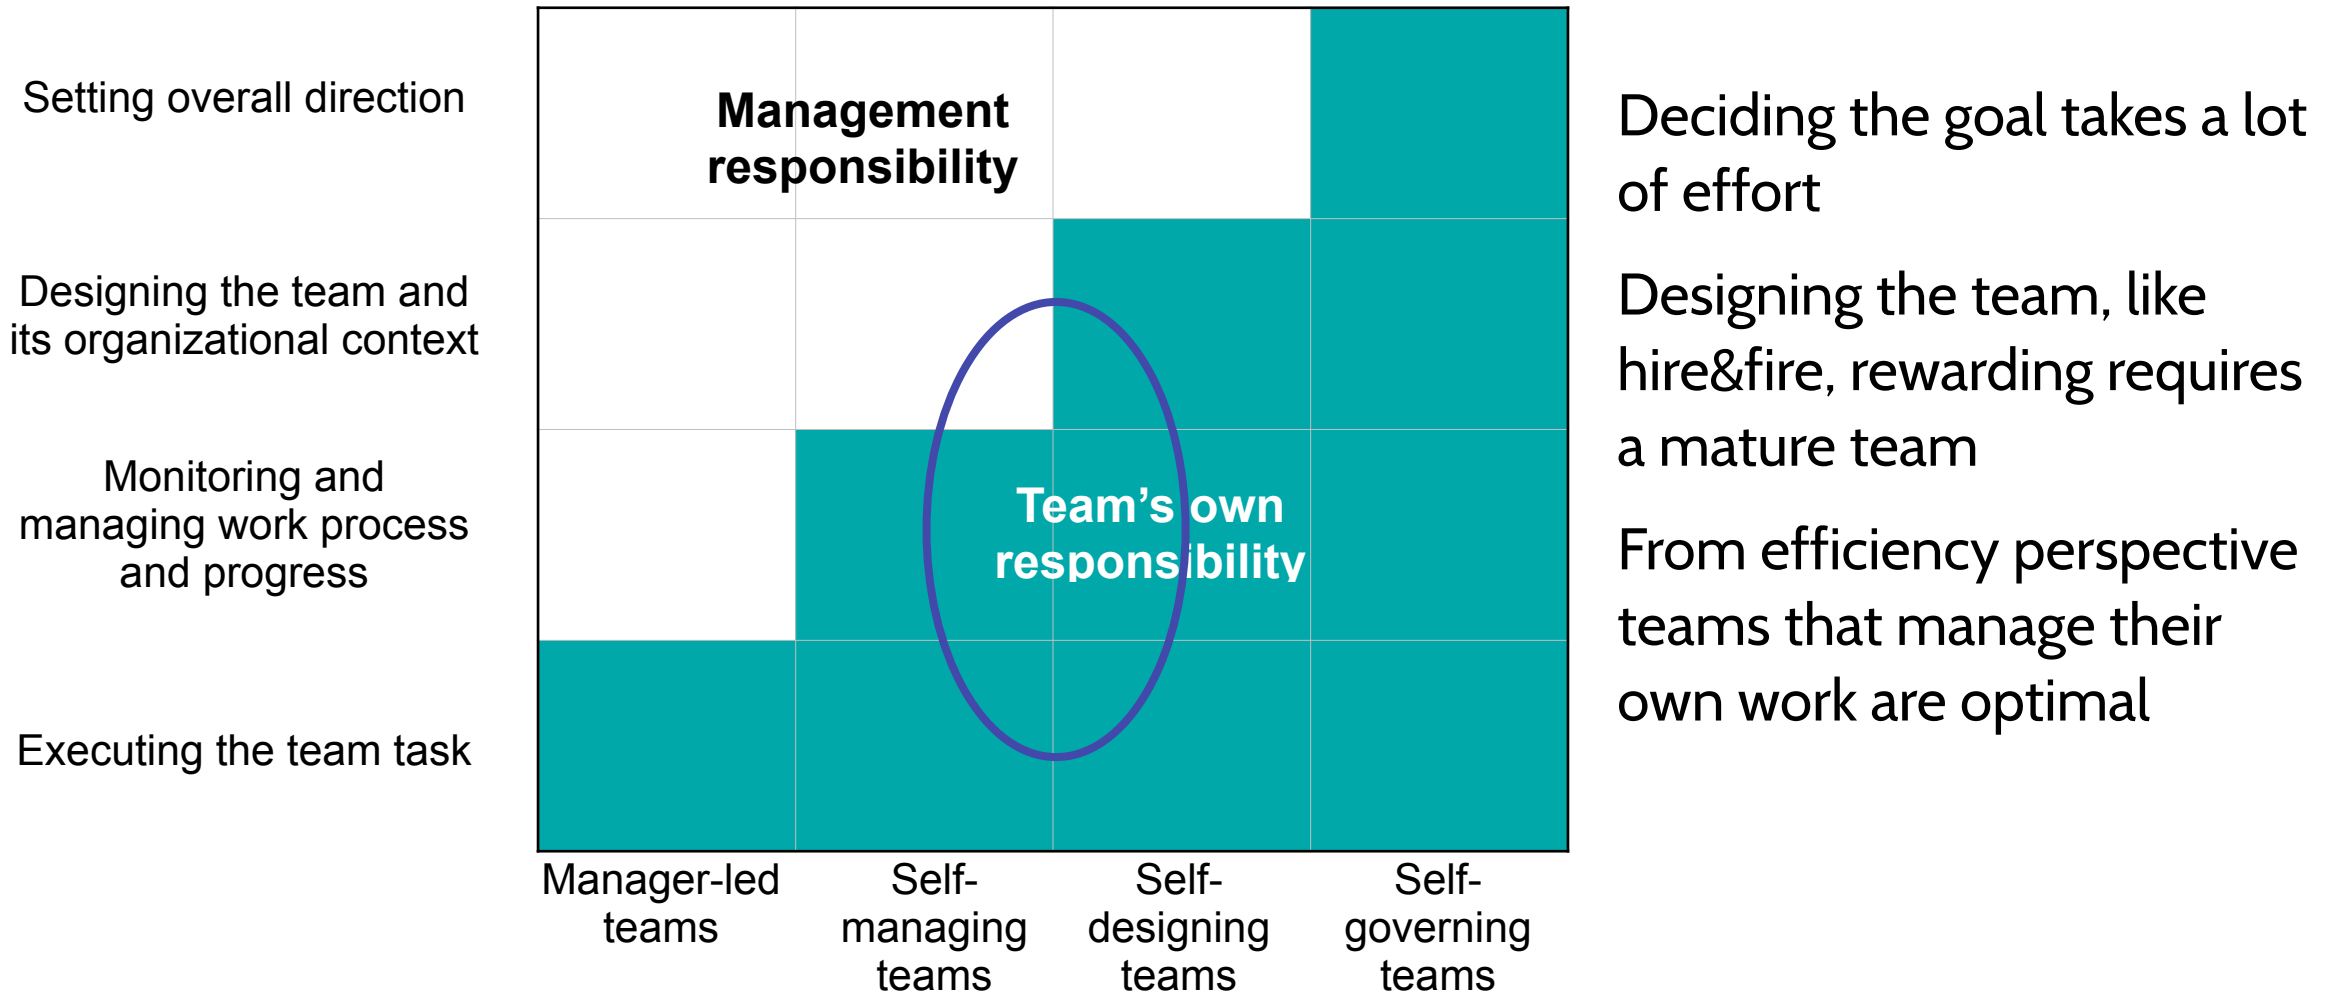 Setting overall direction
Designing the team and
its organizational context
Monitoring and
managing work process
and progress
Executing the team task
Management
responsibility
Team’s own
responsibility
Manager-led
teams
Self-
managing
teams
Self-
designing
teams
Self-
governing
teams
Deciding the goal takes a lot
of effort
Designing the team, like
hire&fire, rewarding requires
a mature team
From efficiency perspective
teams that manage their
own work are optimal